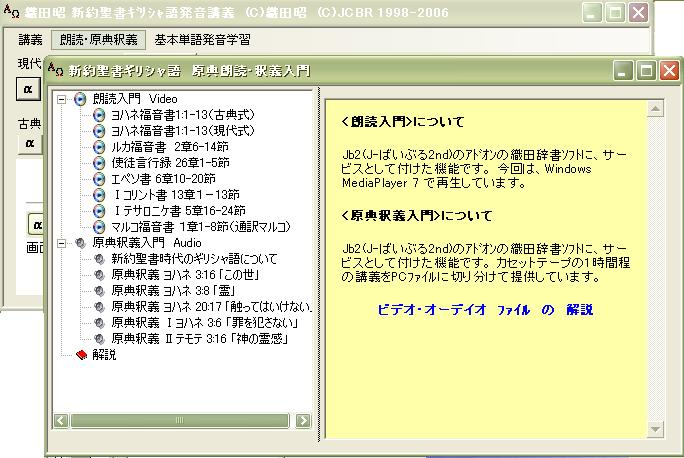 織田昭 新約聖書ギリシャ語発音講義 (C)織田昭 (C)JCBR 1998-2006
講義 朗読・原典釈義 基本単語発音学習
現代
α
古典
α
α
画面
新約聖書ギリシャ語 原典朗読・釈義入門
朗読入門 Video
ヨハネ福音書1:1-13(古典式)
ヨハネ福音書1:1-13(現代式)
ルカ福音書 2章6-14節
使徒言行録 26章1-5節
エペソ書 6章10-20節
Ⅰコリント書 13章1-13節
Ⅰテサロニケ書 5章16-24節
マルコ福音書 1章1-8節(通訳マルコ)
原典釈義入門 Audio
新約聖書時代のギリシャ語について
原典釈義 ヨハネ 3:16「この世」
原典釈義 ヨハネ 3:8「霊」
原典釈義 ヨハネ 20:17「触ってはいけない
原典釈義 Ⅰヨハネ 3:6「罪を犯さない」
原典釈義 Ⅱテモテ 3:16「神の霊感」
解説
<朗読入門>について
Jb2(J-ばいぶる2nd)のアドオンの織田辞書ソフトに、サー
ビスとして付けた機能です。今回は、Windows
MediaPlayer 7 で再生しています。
<原典釈義入門>について
Jb2(J-ばいぶる2nd)のアドオンの織田辞書ソフトに、サー
ビスとして付けた機能です。カセットテープの1時間程
の講義をPCファイルに切り分けて提供しています。
ビデオ・オーデイオ ファイル の 解説